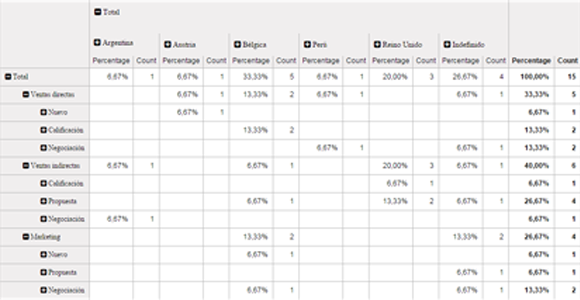 Total
Argentina Austria Bélgica Perú Reino Unido Indefinido
Percentage Count Percentage Count Percentage Count Percentage Count Percentage Count Percentage Count Percentage Count
Total 6,67% 1 6,67% 1 33,33% 5 6,67% 1 20,00% 3 26,67% 4 100,00% 15
Ventas directas 6,67% 1 13,33% 2 6,67% 1 6,67% 1 33,33% 5
Nuevo 6,67% 1 6,67% 1
Calificación 13,33% 2 13,33% 2
Negociación 6,67% 1 6,67% 1 13,33% 2
Ventas indirectas 6,67% 1 6,67% 1 20,00% 3 6,67% 1 40,00% 6
Calificación 6,67% 1 6,67% 1
Propuesta 6,67% 1 13,33% 2 6,67% 1 26,67% 4
Negociación 6,67% 1 6,67% 1
Marketing 13,33% 2 13,33% 2 26,67% 4
Nuevo 6,67% 1 6,67% 1
Propuesta 6,67% 1 6,67% 1
Negociación 6,67% 1 6,67% 1 13,33% 2